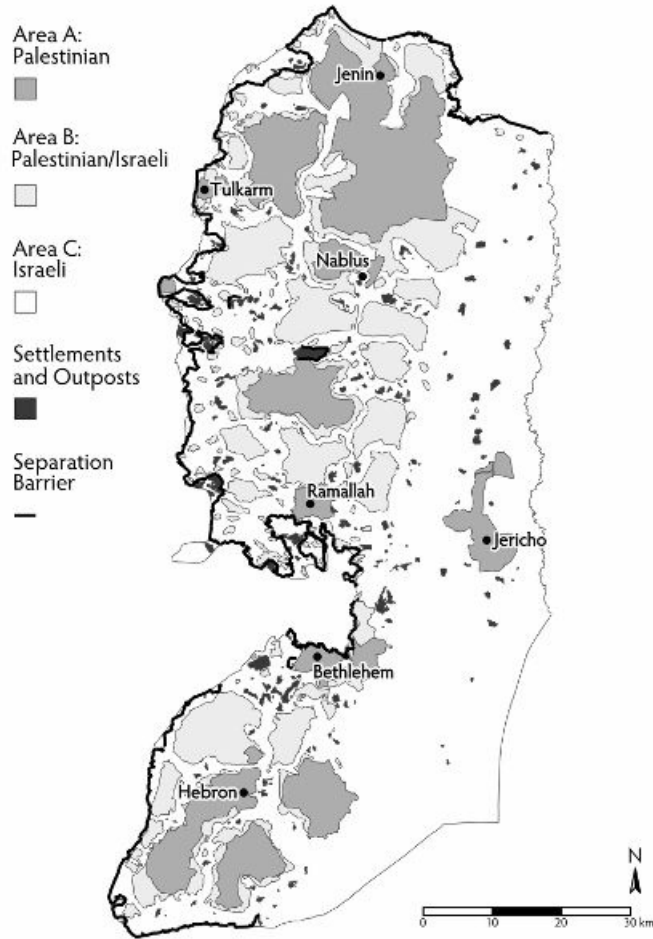 Area A:
Palestinian
Area B:
Palestinian/Israeli
Area C:
Israeli
Settlements
and Outposts
Separation
Barrier
Jenin
Tulkarm
Nablus
Ramallah
Jericho
Bethlehem
Hebron
N
0 10 20 30 km